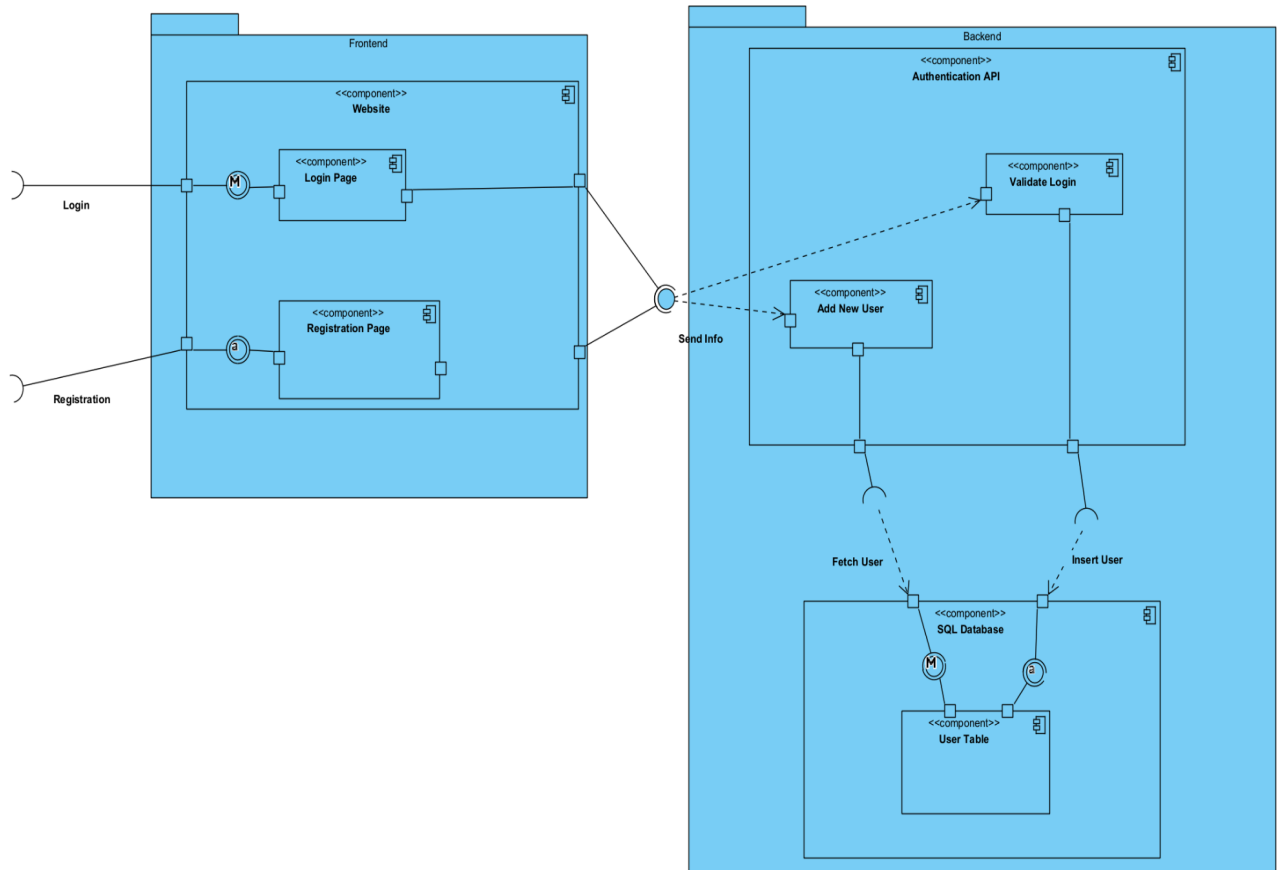 Frontend
<<component>>
Website
<<component>>
Login Page
M
Login
<<component>>
Registration Page
a
Registration
Send Info
Backend
<<component>>
Authentication API
<<component>>
Validate Login
<<component>>
Add New User
Fetch User
Insert User
<<component>>
SQL Database
M
a
<<component>>
User Table